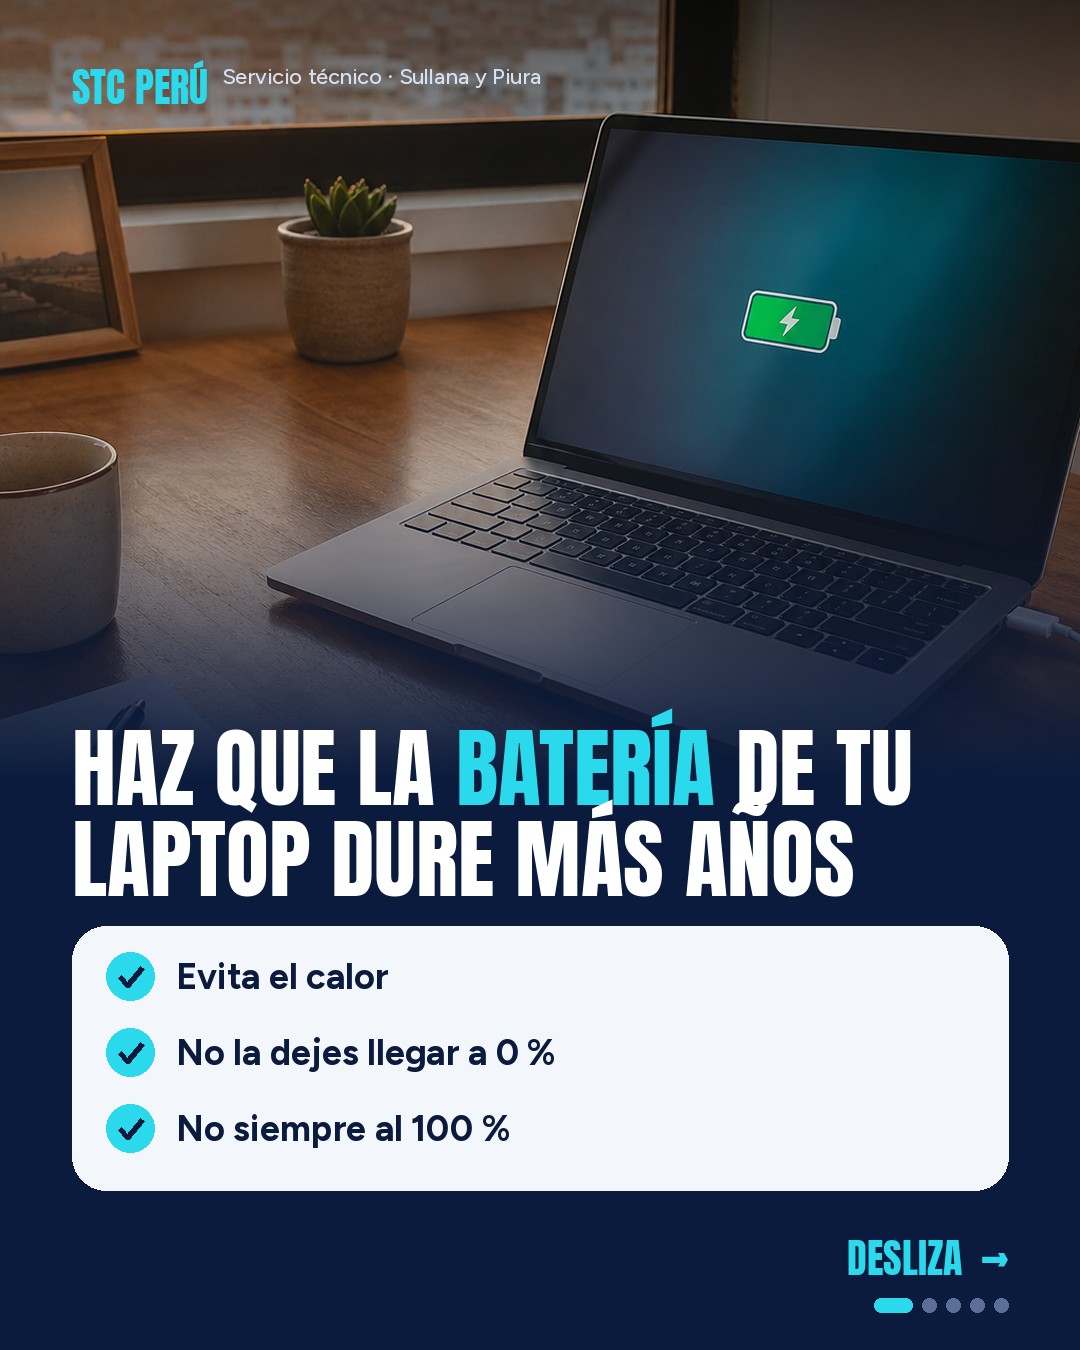 STC PERÚ Servicio técnico · Sullana y Piura
HAZ QUE LA BATERÍA DE TU
LAPTOP DURE MÁS AÑOS
Evita el calor
No la dejes llegar a 0 %
No siempre al 100 %
DESLIZA →